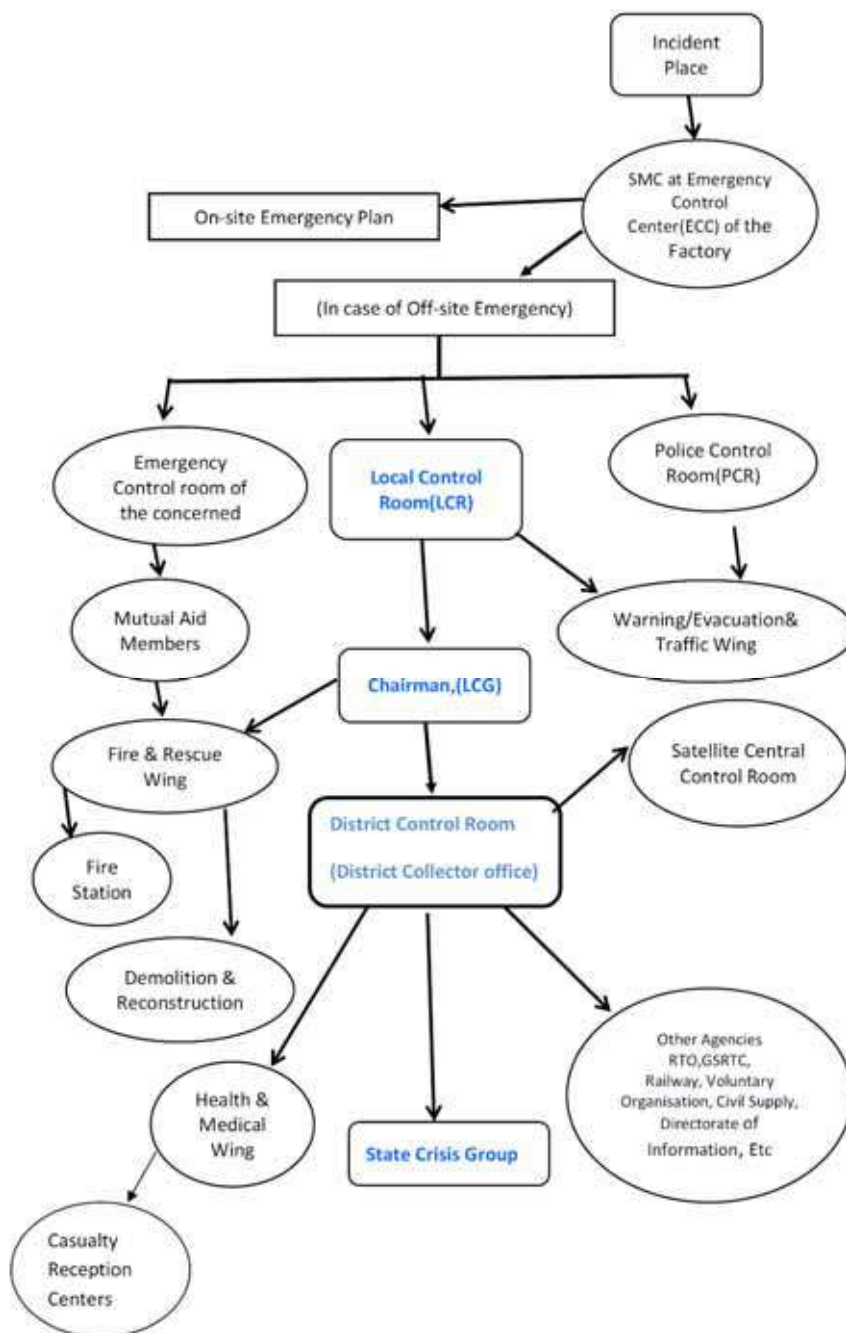 Incident
Place
SMC at Emergency
Control
Center(ECC) of the
Factory
On-site Emergency Plan
(In case of Off-site Emergency)
Emergency
Control room of
the concerned
Local Control
Room(LCR)
Police Control
Room(PCR)
Mutual Aid
Members
Warning/Evacuation&
Traffic Wing
Chairman,(LCG)
Fire & Rescue
Wing
Satellite Central
Control Room
District Control Room
(District Collector office)
Fire
Station
Demolition &
Reconstruction
Other Agencies
RTO,GSRTC,
Railway, Voluntary
Organisation, Civil Supply,
Directorate of
Information, Etc
Health &
Medical
Wing
State Crisis Group
Casualty
Reception
Centers